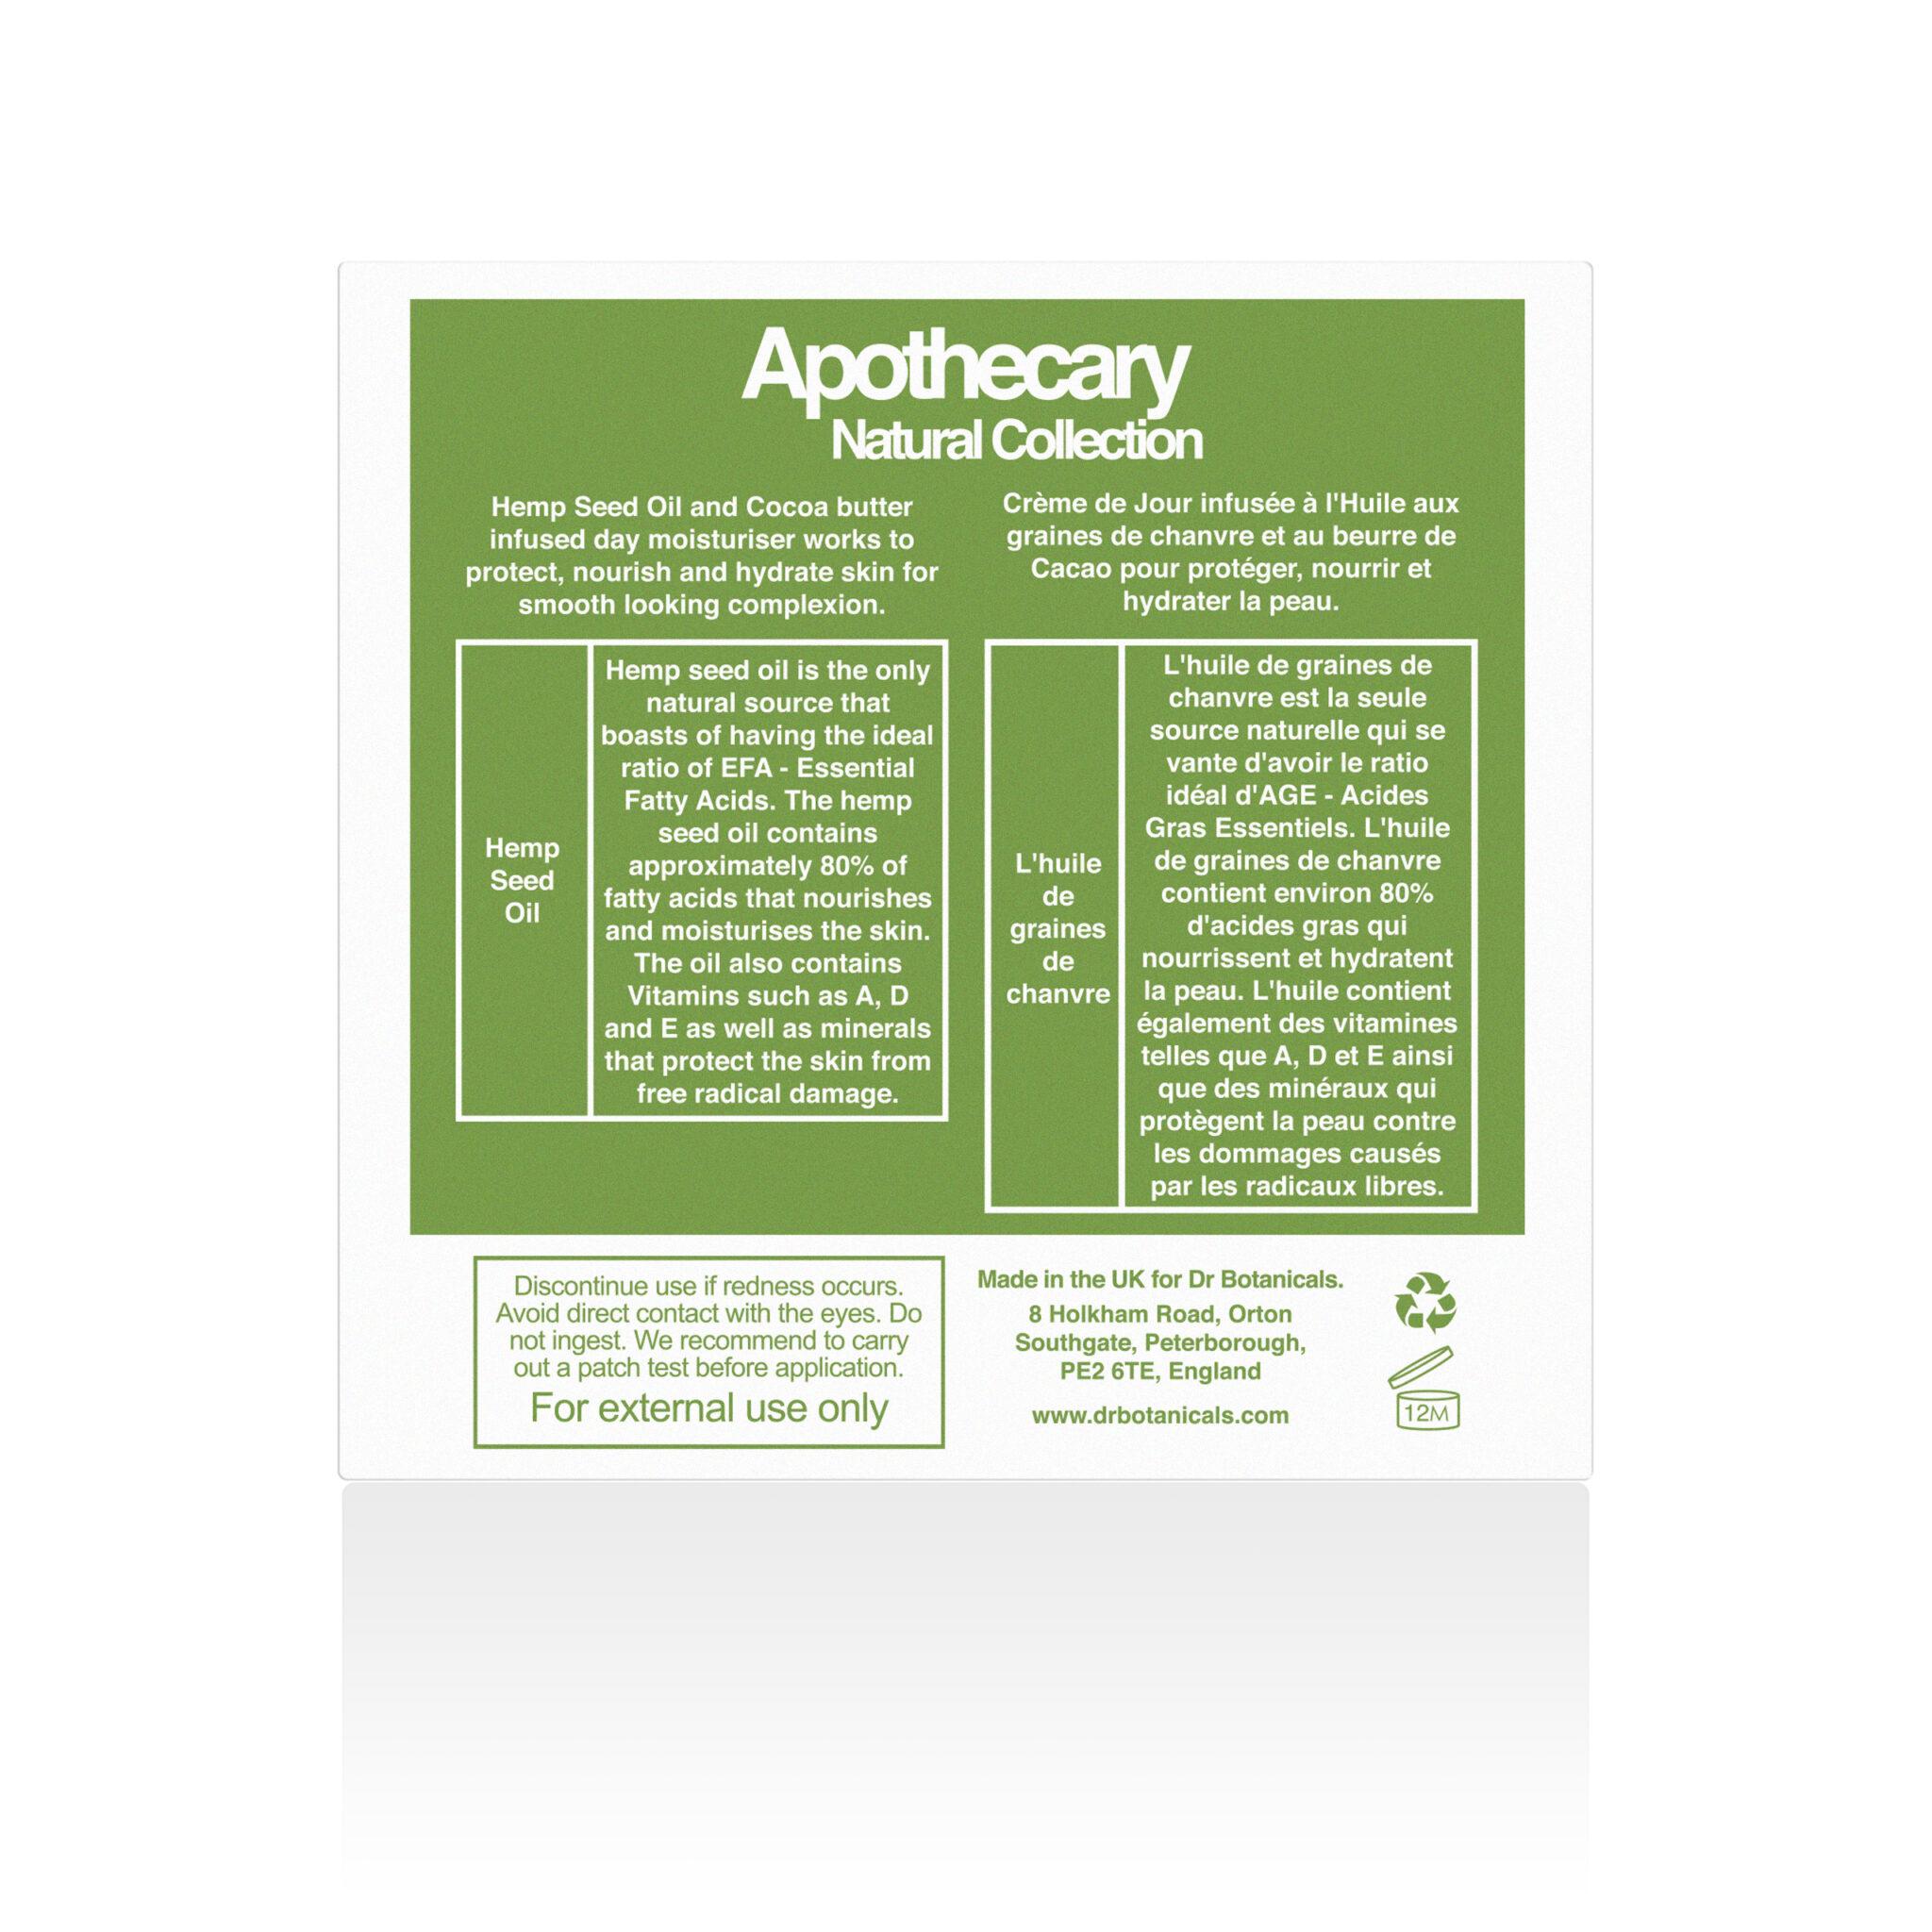 Apothecary
Natural Collection
Hemp Seed Oil and Cocoa butter
infused day moisturiser works to
protect, nourish and hydrate skin for
smooth looking complexion.
Hemp
Seed
Oil
Hemp seed oil is the only
natural source that
boasts of having the ideal
ratio of EFA - Essential
Fatty Acids. The hemp
seed oil contains
approximately 80% of
fatty acids that nourishes
and moisturises the skin.
The oil also contains
Vitamins such as A, D
and E as well as minerals
that protect the skin from
free radical damage.
Crème de Jour infusée à l'Huile aux
graines de chanvre et au beurre de
Cacao pour protéger, nourrir et
hydrater la peau.
L'huile
de
graines
de
chanvre
L'huile de graines de
chanvre est la seule
source naturelle qui se
vante d'avoir le ratio
idéal d'AGE - Acides
Gras Essentiels. L'huile
de graines de chanvre
contient environ 80%
d'acides gras qui
nourrissent et hydratent
la peau. L'huile contient
également des vitamines
telles que A, D et E ainsi
que des minéraux qui
protègent la peau contre
les dommages causés
par les radicaux libres.
Discontinue use if redness occurs.
Avoid direct contact with the eyes. Do
not ingest. We recommend to carry
out a patch test before application.
For external use only
Made in the UK for Dr Botanicals.
8 Holkham Road, Orton
Southgate, Peterborough,
PE2 6TE, England
www.drbotanicals.com
12M